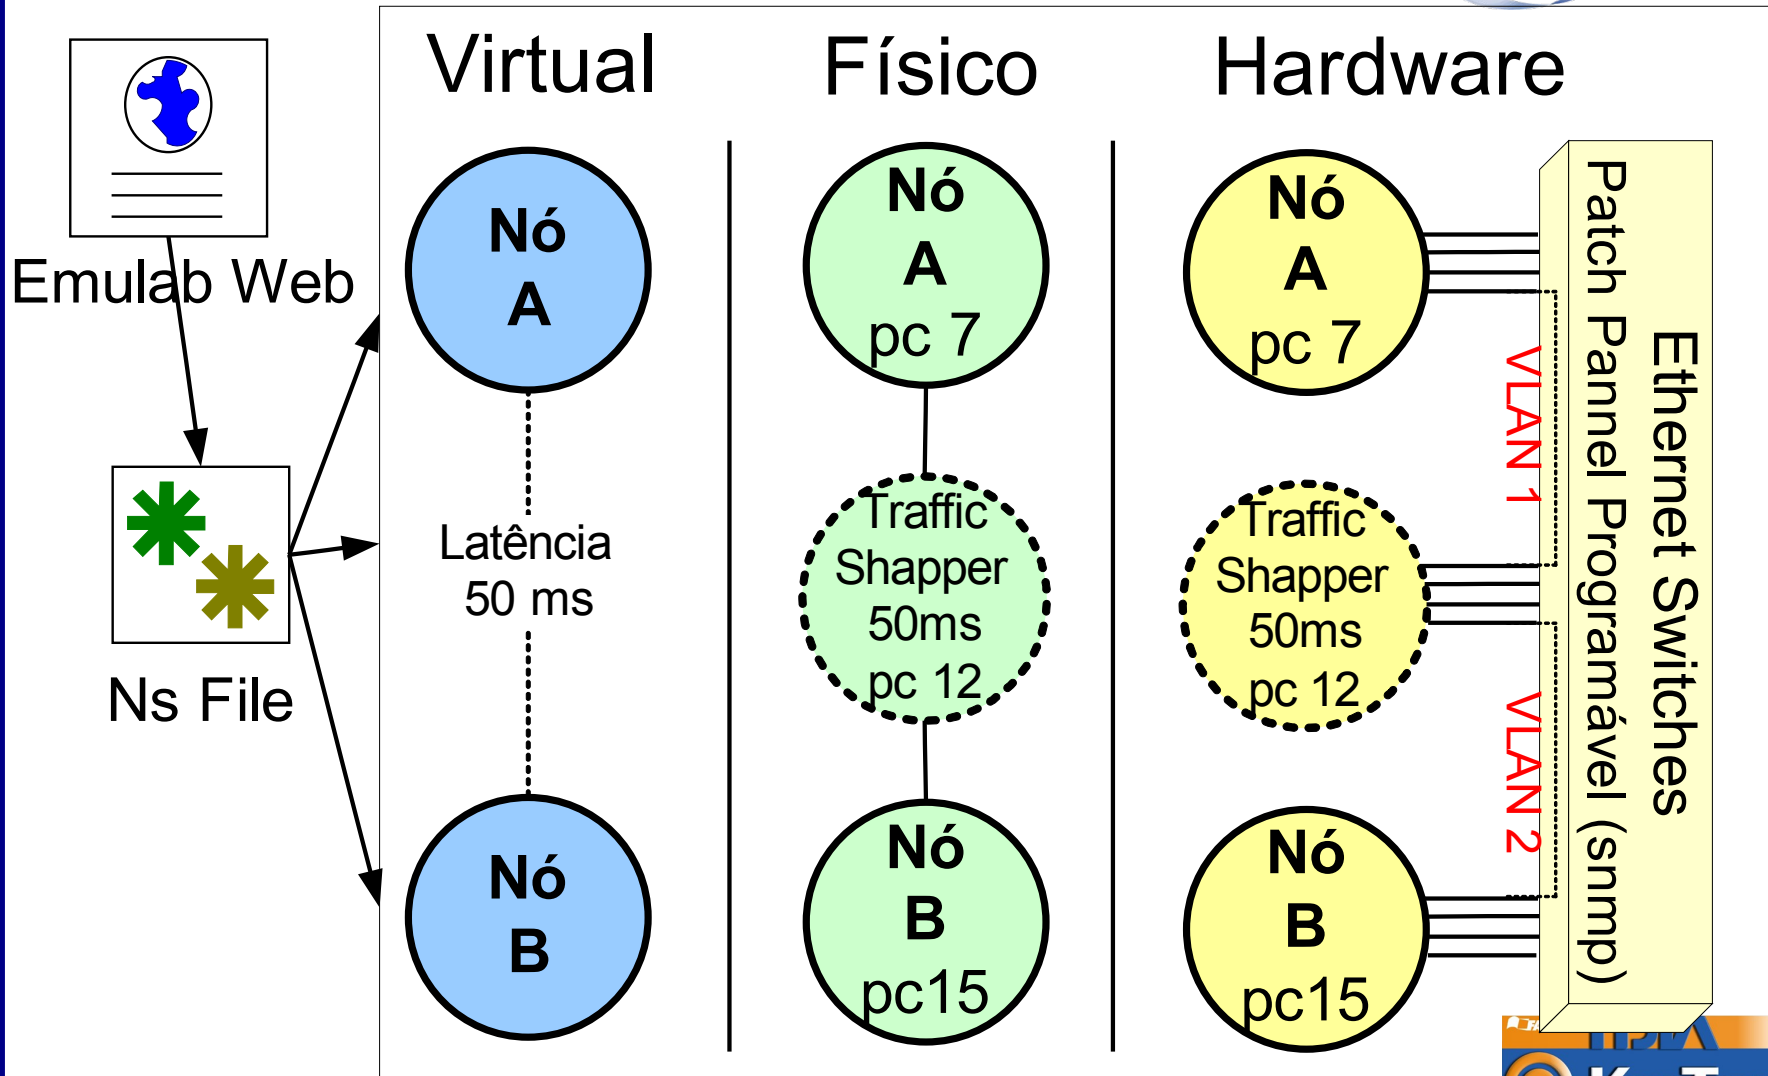 Virtual
Físico
Hardware
Emulab Web
Ns File
Nó
A
Latência
50 ms
Nó
B
Nó
A
pc 7
Traffic
Shapper
50ms
pc 12
Nó
B
pc15
Nó
A
pc 7
Traffic
Shapper
50ms
pc 12
Nó
B
pc15
VLAN 1
VLAN 2
Patch Pannel Programável (snmp)
Ethernet Switches